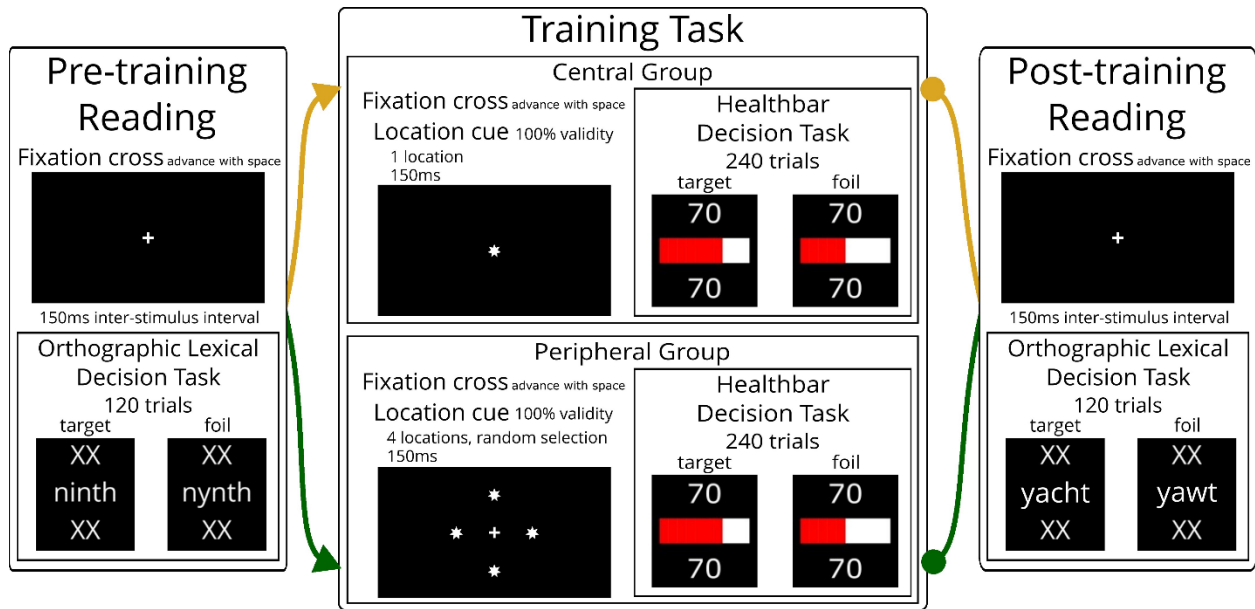 Pre-training
Reading
Fixation cross advance with space
+
150ms inter-stimulus interval
Orthographic Lexical
Decision Task
120 trials
target foil
XX XX
ninth nynth
XX XX
Training Task
Central Group
Fixation cross advance with space
Location cue 100% validity
1 location
150ms
Healthbar
Decision Task
240 trials
target foil
70 70
70 70
Peripheral Group
Fixation cross advance with space
Location cue 100% validity
4 locations, random selection
150ms
+
Healthbar
Decision Task
240 trials
target foil
70 70
70 70
Post-training
Reading
Fixation cross advance with space
+
150ms inter-stimulus interval
Orthographic Lexical
Decision Task
120 trials
target foil
XX XX
yacht yawt
XX XX